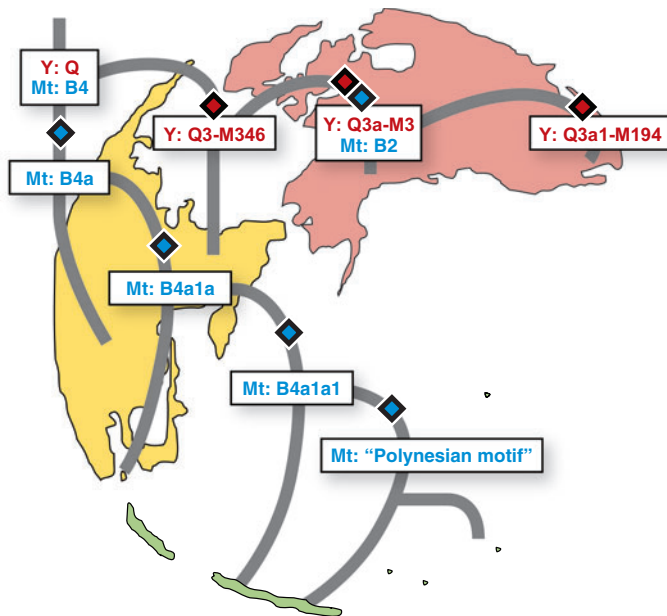 Y: Q
Mt: B4
Y: Q3-M346
Y: Q3a-M3
Mt: B2
Y: Q3a1-M194
Mt: B4a
Mt: B4a1a
Mt: B4a1a1
Mt: “Polynesian motif”